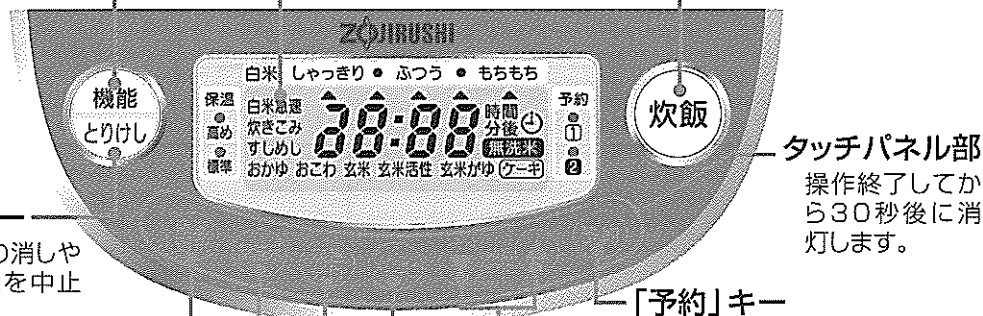 ZOJIRUSHI
白米 しゃっきり ● ふつう ● もちもち
機能
とりけし
保温
高め
標準
白米急速
炊きこみ
すしめし
88:88
時間
分後
無洗米
おかゆ おこわ 玄米 玄米活性 玄米がゆ ケーキ
予約
1
2
炊飯
タッチパネル部
操作終了してか
ら30秒後に消
灯します。
り消しや
を中止
「予約」キー